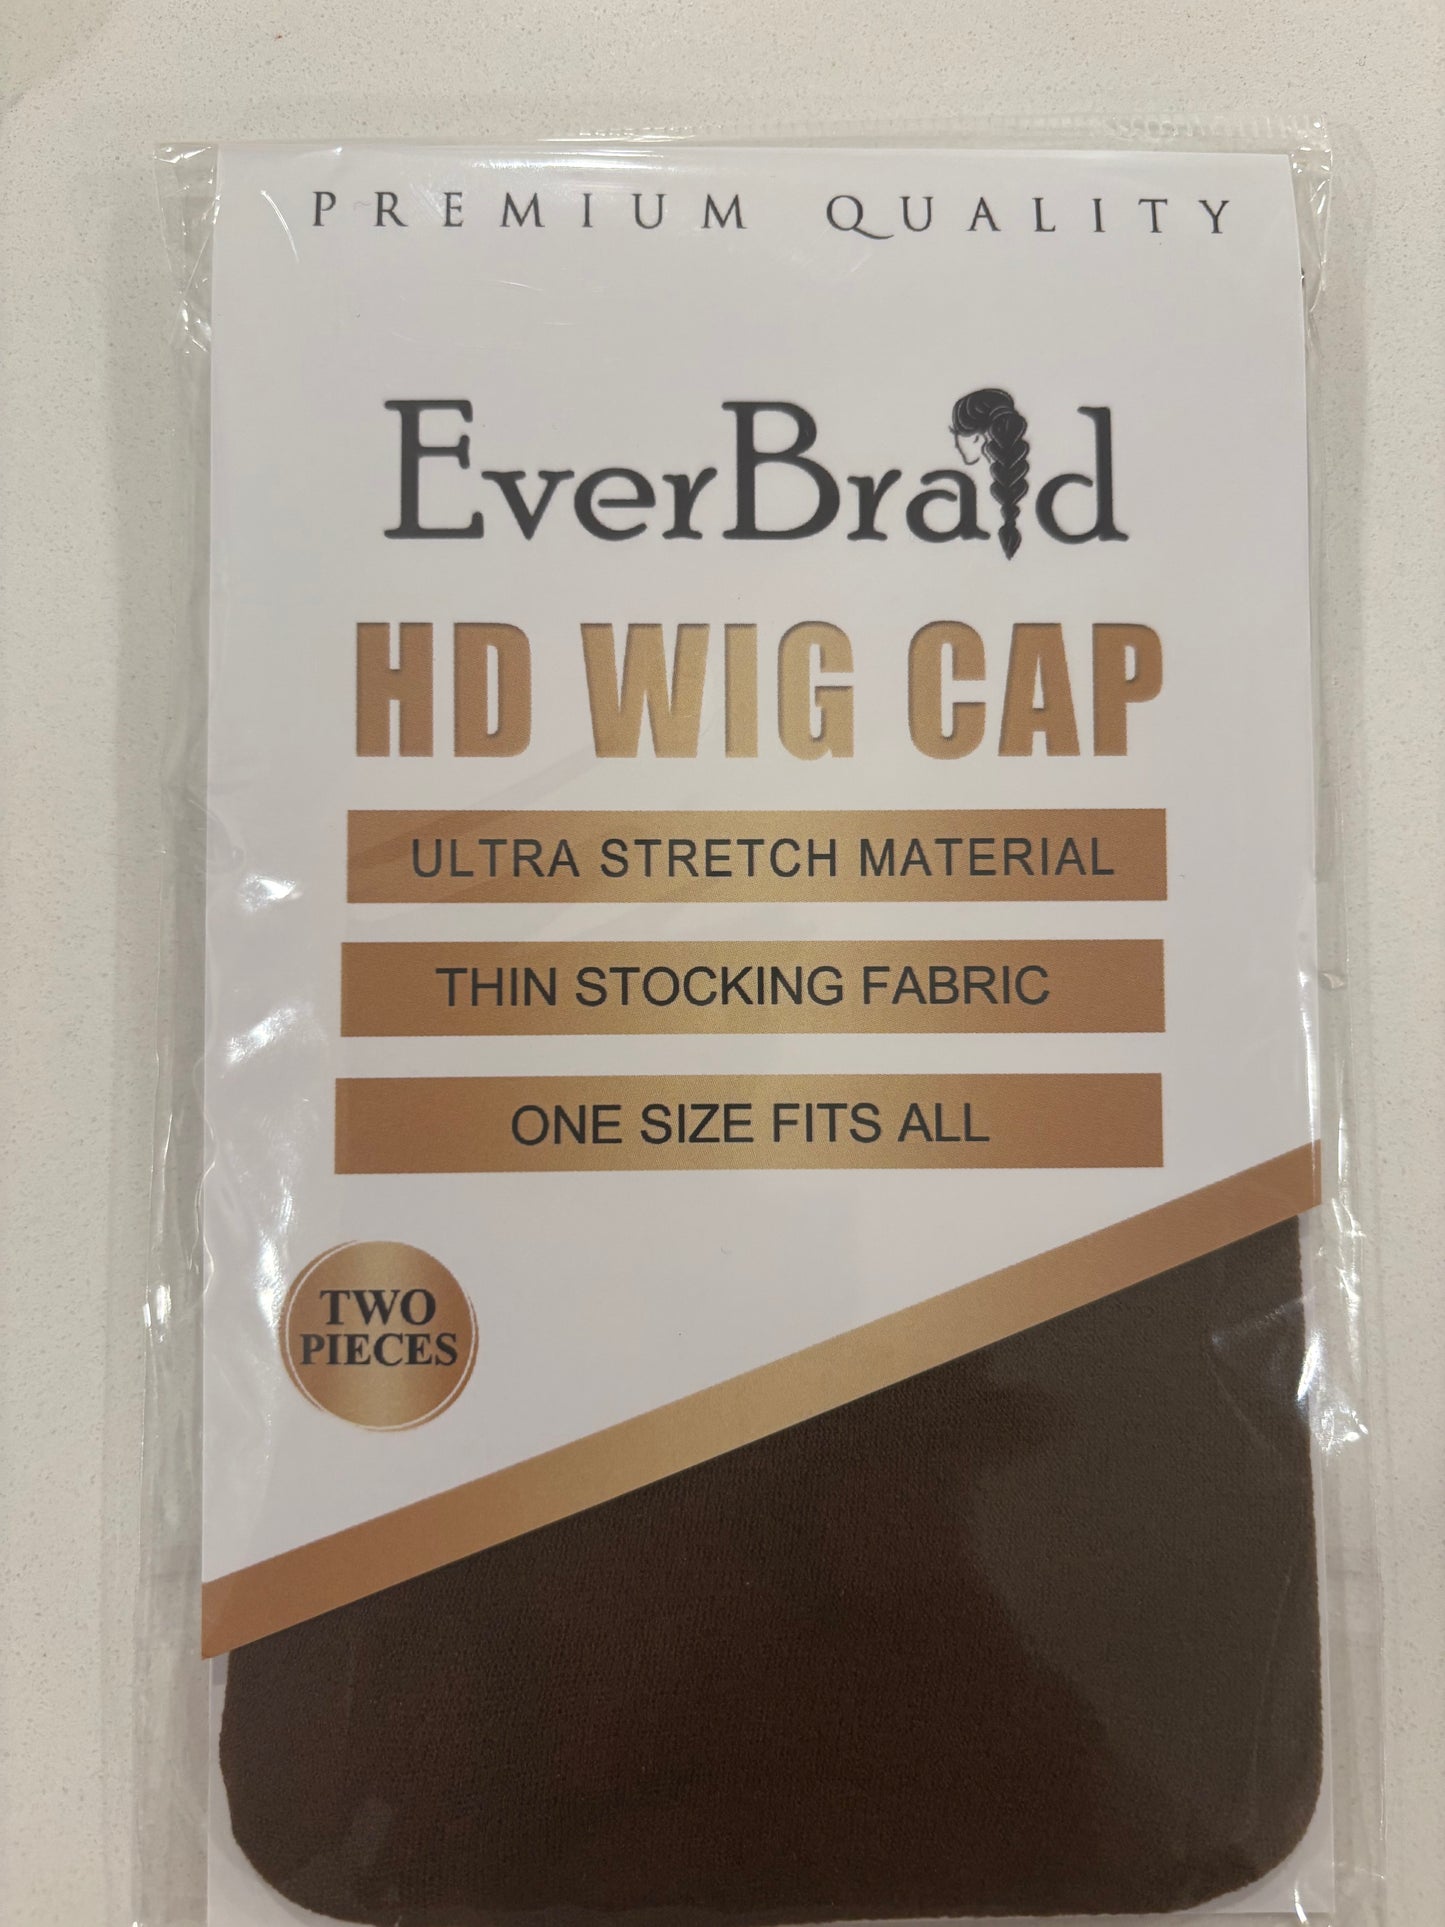 PREMIUM QUALITY
EverBraid
HD WIG CAP
ULTRA STRETCH MATERIAL
THIN STOCKING FABRIC
ONE SIZE FITS ALL
TWO
PIECES